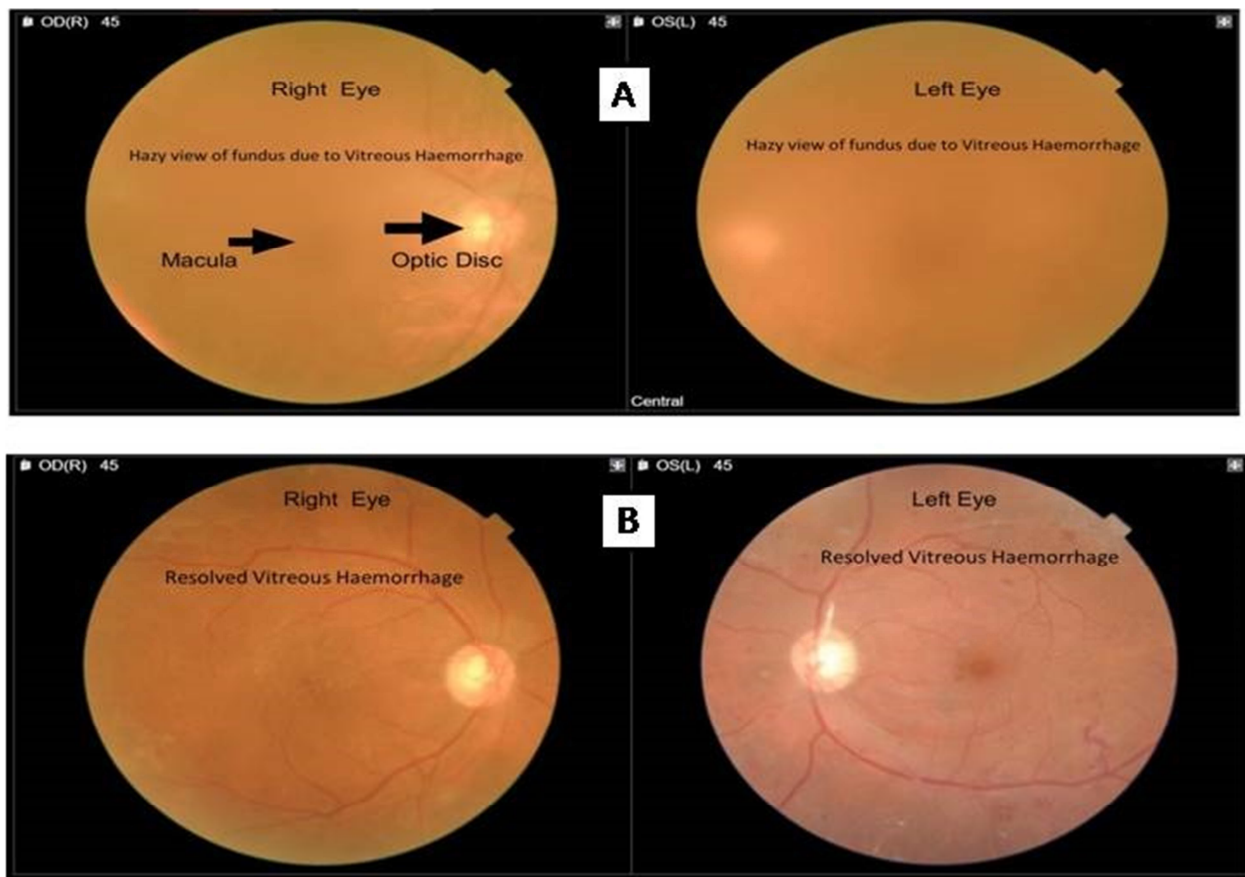 OD(R) 45
OS(L) 45
Right Eye
A
Left Eye
Hazy view of fundus due to Vitreous Haemorrhage
Hazy view of fundus due to Vitreous Haemorrhage
Macula
Optic Disc
Central
OD(R) 45
OS(L) 45
Right Eye
B
Left Eye
Resolved Vitreous Haemorrhage
Resolved Vitreous Haemorrhage